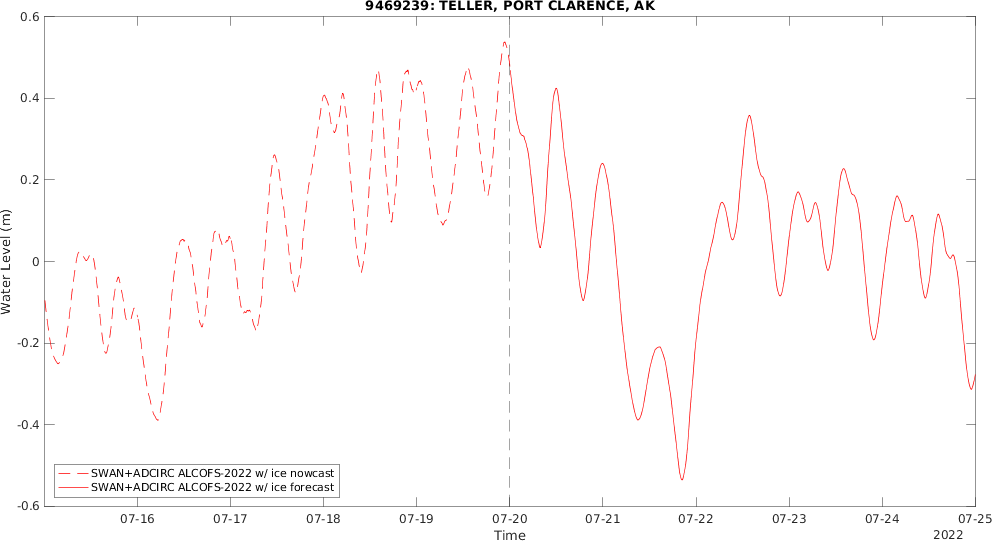 9469239: TELLER, PORT CLARENCE, AK
0.6
0.4
0.2
0
-0.2
-0.4
-0.6
Water Level (m)
SWAN+ADCIRC ALCOFS-2022 w/ ice nowcast
SWAN+ADCIRC ALCOFS-2022 w/ ice forecast
07-16 07-17 07-18 07-19 07-20 07-21 07-22 07-23 07-24 07-25
Time
2022